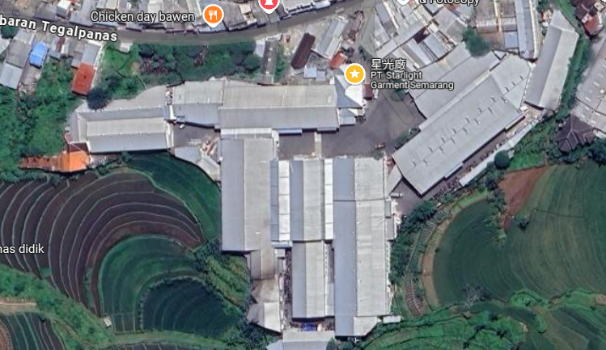 Chicken day bawen
baran Tegalpanas
星光廠
PT. Starlight
Garment Semarang
nas didik